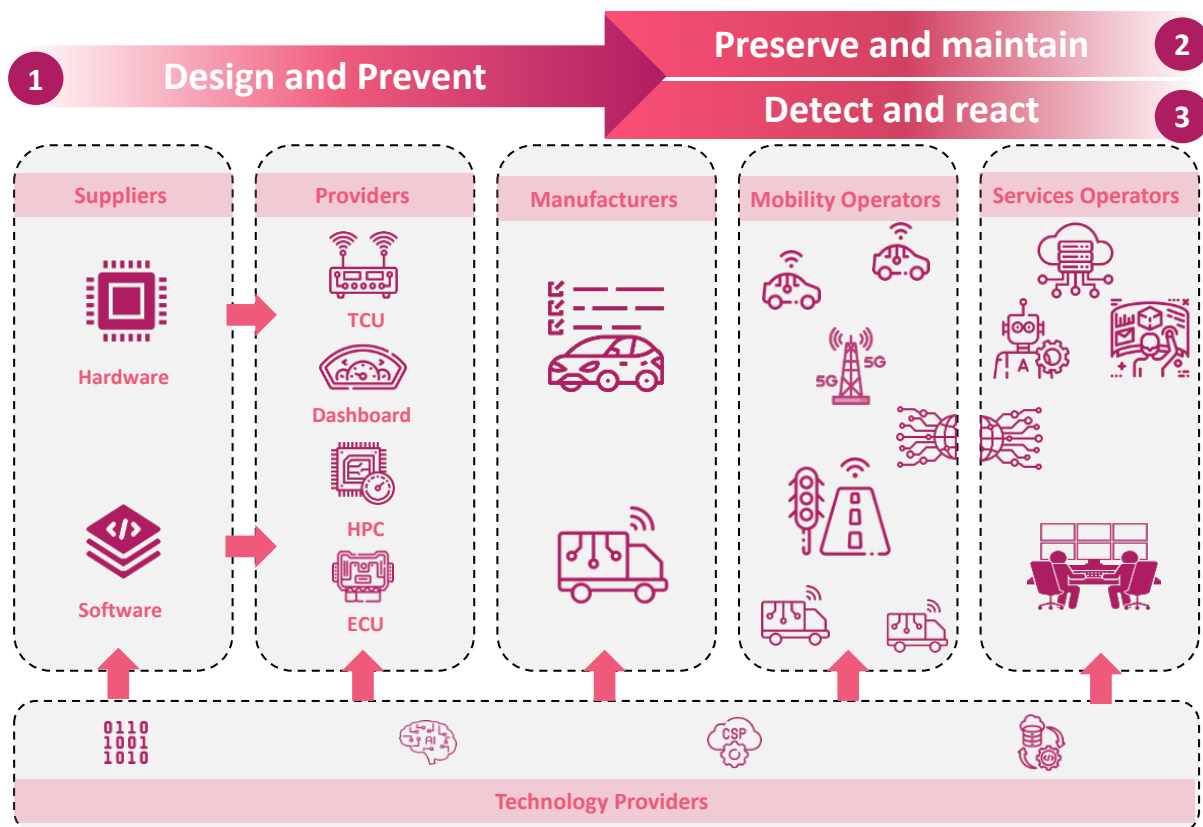 1
Design and Prevent
Preserve and maintain
2
Detect and react
3
Suppliers
Hardware
Software
Providers
TCU
Dashboard
HPC
ECU
Manufacturers
Mobility Operators
5G
5G
Services Operators
A
0110
1001
1010
AI
CSP
</>
Technology Providers